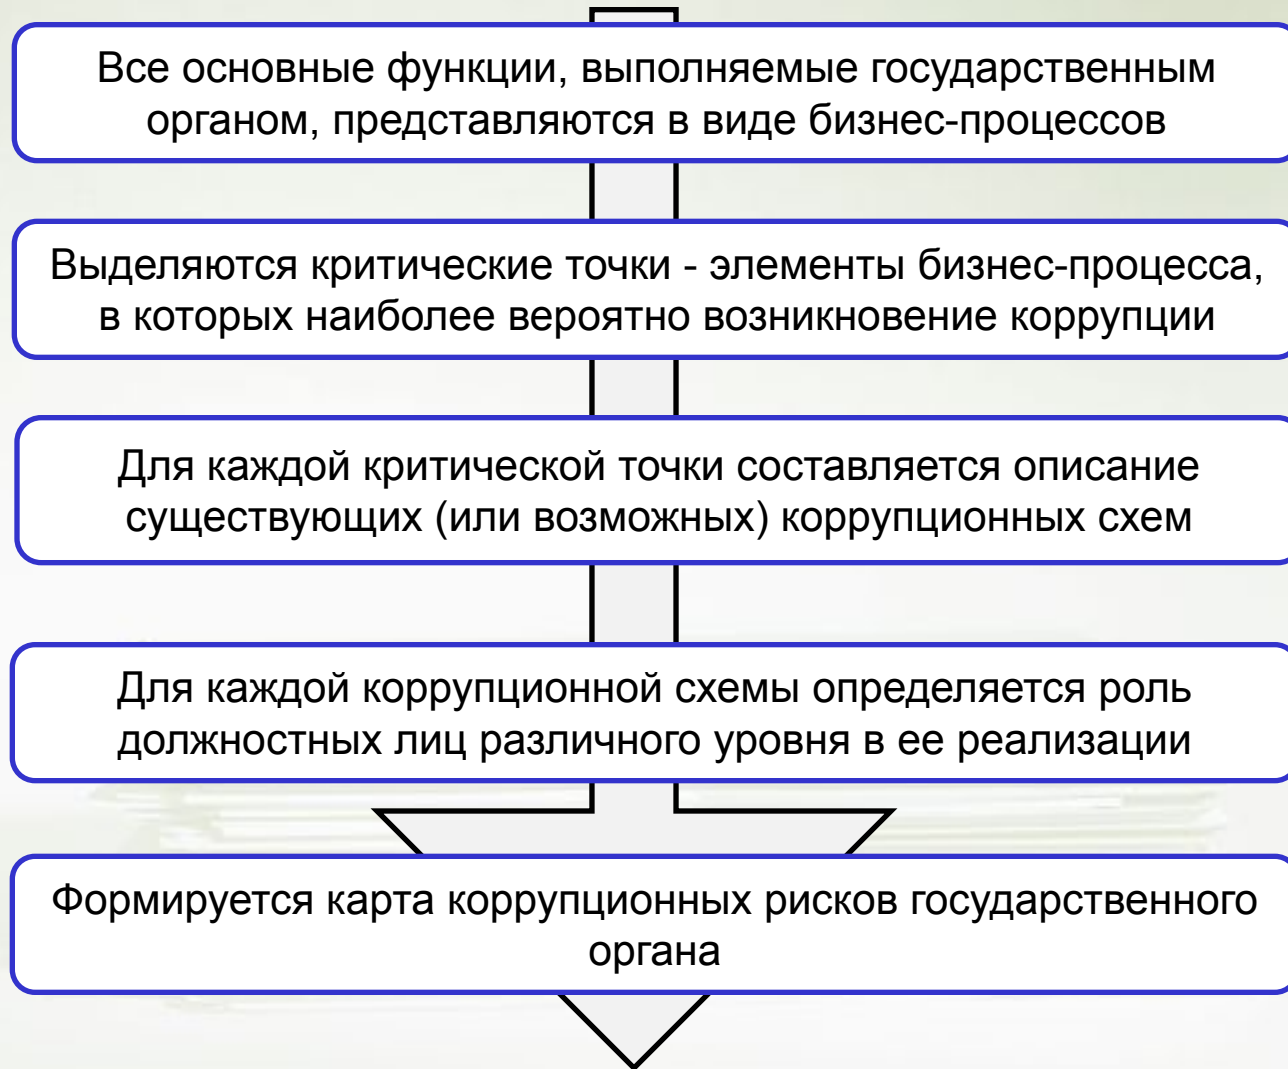 Все основные функции, выполняемые государственным
органом, представляются в виде бизнес-процессов
Выделяются критические точки - элементы бизнес-процесса,
в которых наиболее вероятно возникновение коррупции
Для каждой критической точки составляется описание
существующих (или возможных) коррупционных схем
Для каждой коррупционной схемы определяется роль
должностных лиц различного уровня в ее реализации
Формируется карта коррупционных рисков государственного
органа